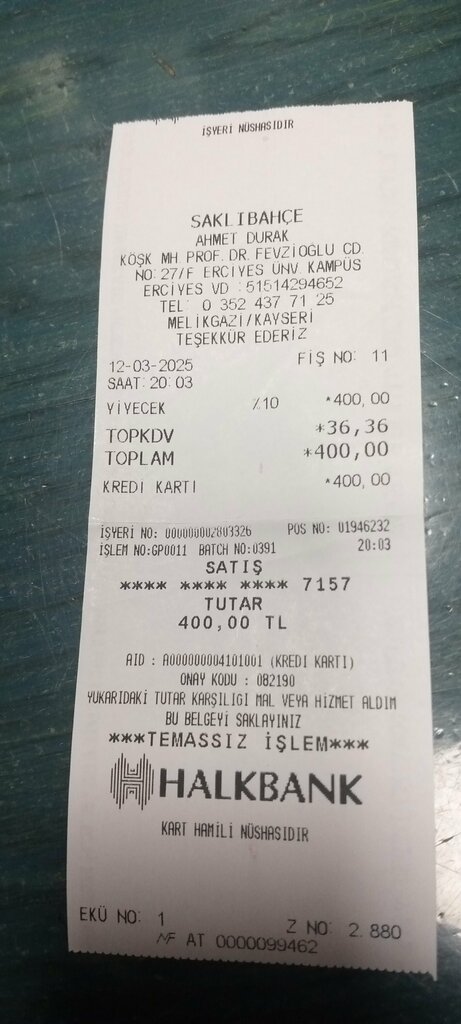 İŞYERİ NÜSHASIDIR
SAKLIBAHÇE
AHMET DURAK
KÖŞK MH PROF. DR. FEVZİOĞLU CD.
NO: 27/F ERCİYES ÜNV. KAMPÜS
ERCİYES VD : 51514294652
TEL: 0 352 437 71 25
MELİKGAZİ/KAYSERİ
TEŞEKKÜR EDERİZ
12-03-2025 FİŞ NO: 11
SAAT: 20:03
YİYECEK %10 *400,00
TOPKDV *36,36
TOPLAM *400,00
KREDI KARTI *400,00
İŞYERİ NO: 000000002803326 POS NO: 01946232
İŞLEM NO:GP0011 BATCH NO:0391 20:03
SATIŞ
**** **** **** 7157
TUTAR
400,00 TL
AID : A000000004101001 (KREDI KARTI)
ONAY KODU : 082190
YUKARIDAKİ TUTAR KARŞILIGI MAL VEYA HİZMET ALDIM
BU BELGEYİ SAKLAYINIZ
***TEMASSIZ İŞLEM***
HALKBANK
KART HAMİLİ NÜSHASIDIR
EKÜ NO: 1 Z NO: 2.880
MF AT 0000099462